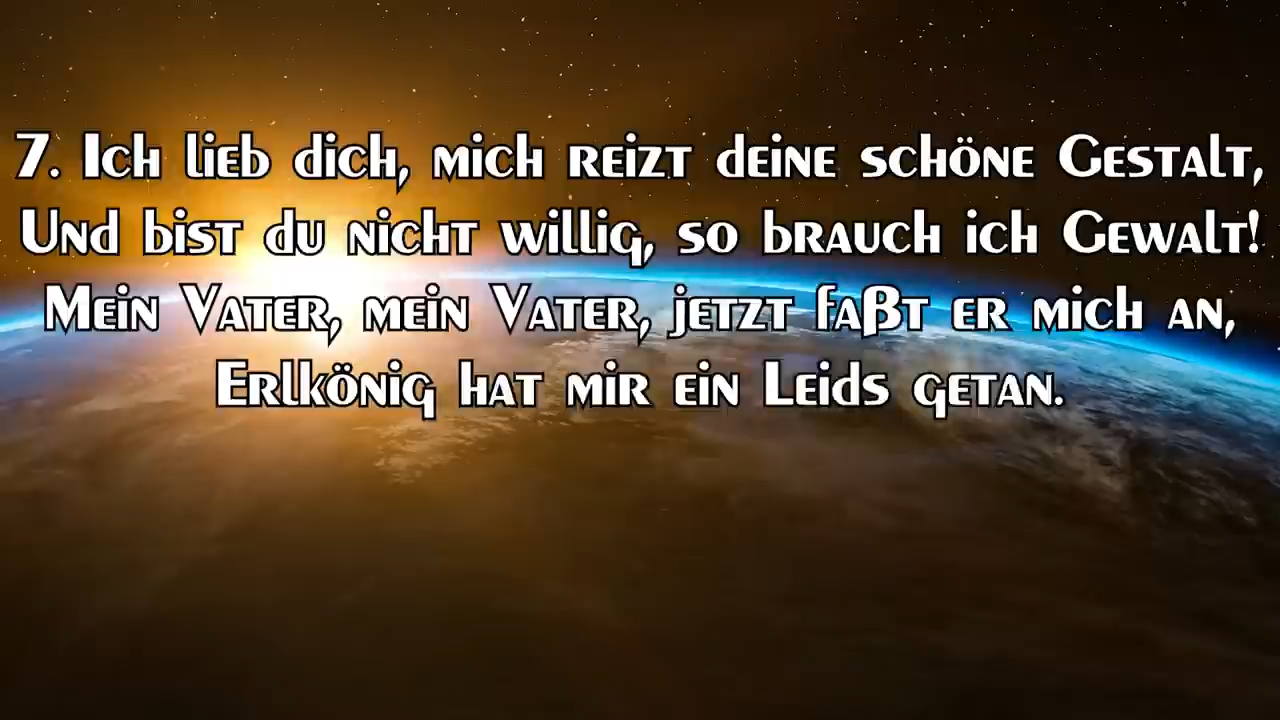 7. Ich lieb dich, mich reizt deine schöne Gestalt,
Und bist du nicht willig, so brauch ich Gewalt!
Mein Vater, mein Vater, jetzt faßt er mich an,
Erlkönig hat mir ein Leids getan.